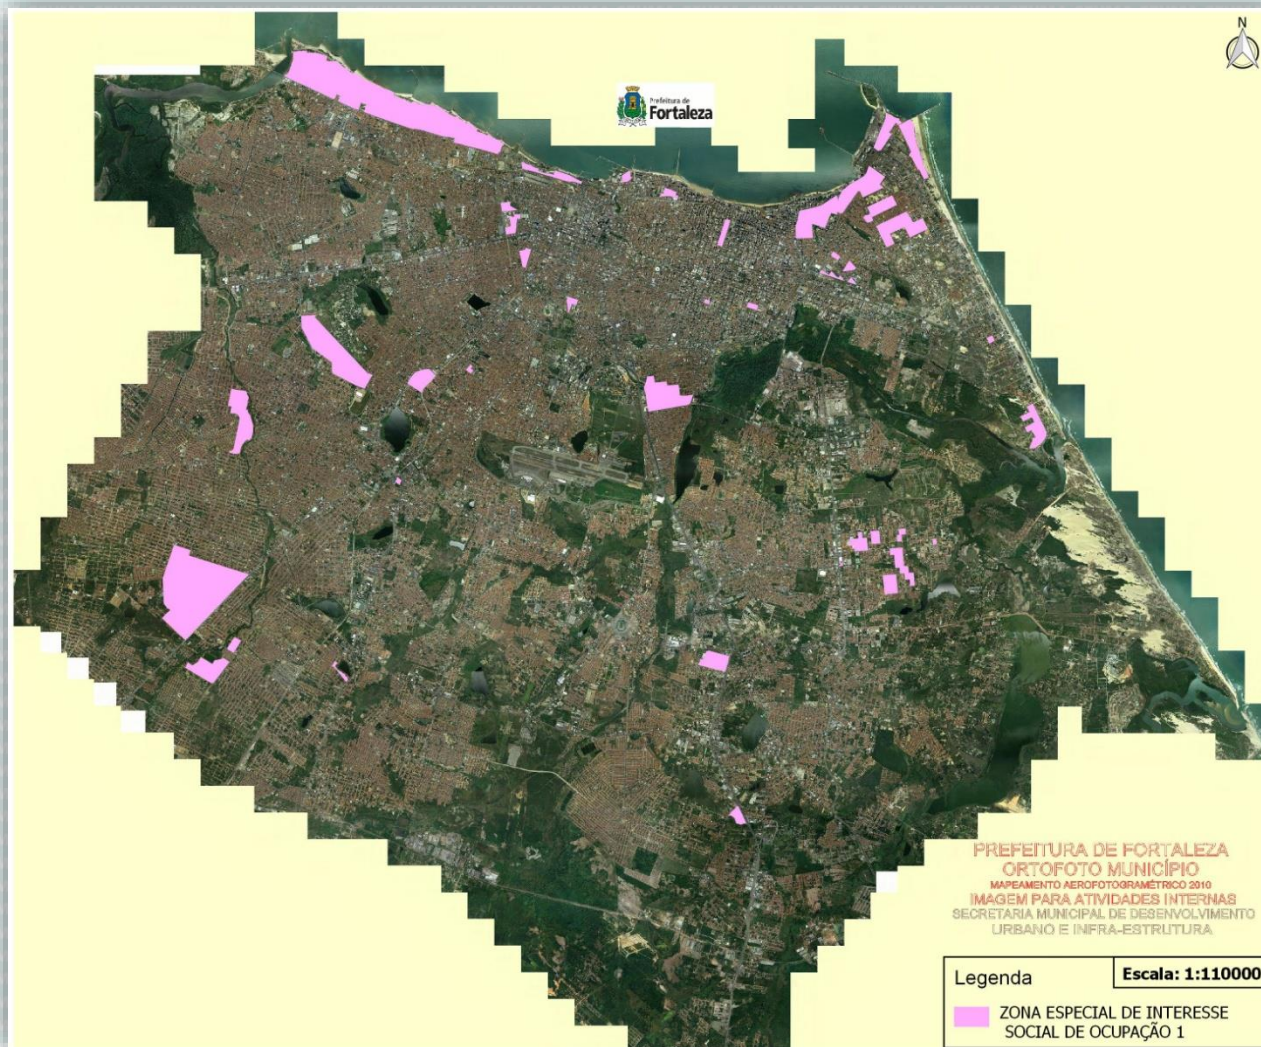 N
Prefeitura de
Fortaleza
PREFEITURA DE FORTALEZA
ORTOFOTO MUNICÍPIO
MAPEAMENTO AEROFOTOGRAMÉTRICO 2010
IMAGEM PARA ATIVIDADES INTERNAS
SECRETARIA MUNICIPAL DE DESENVOLVIMENTO
URBANO E INFRA-ESTRUTURA
Legenda
Escala: 1:110000
ZONA ESPECIAL DE INTERESSE
SOCIAL DE OCUPAÇÃO 1